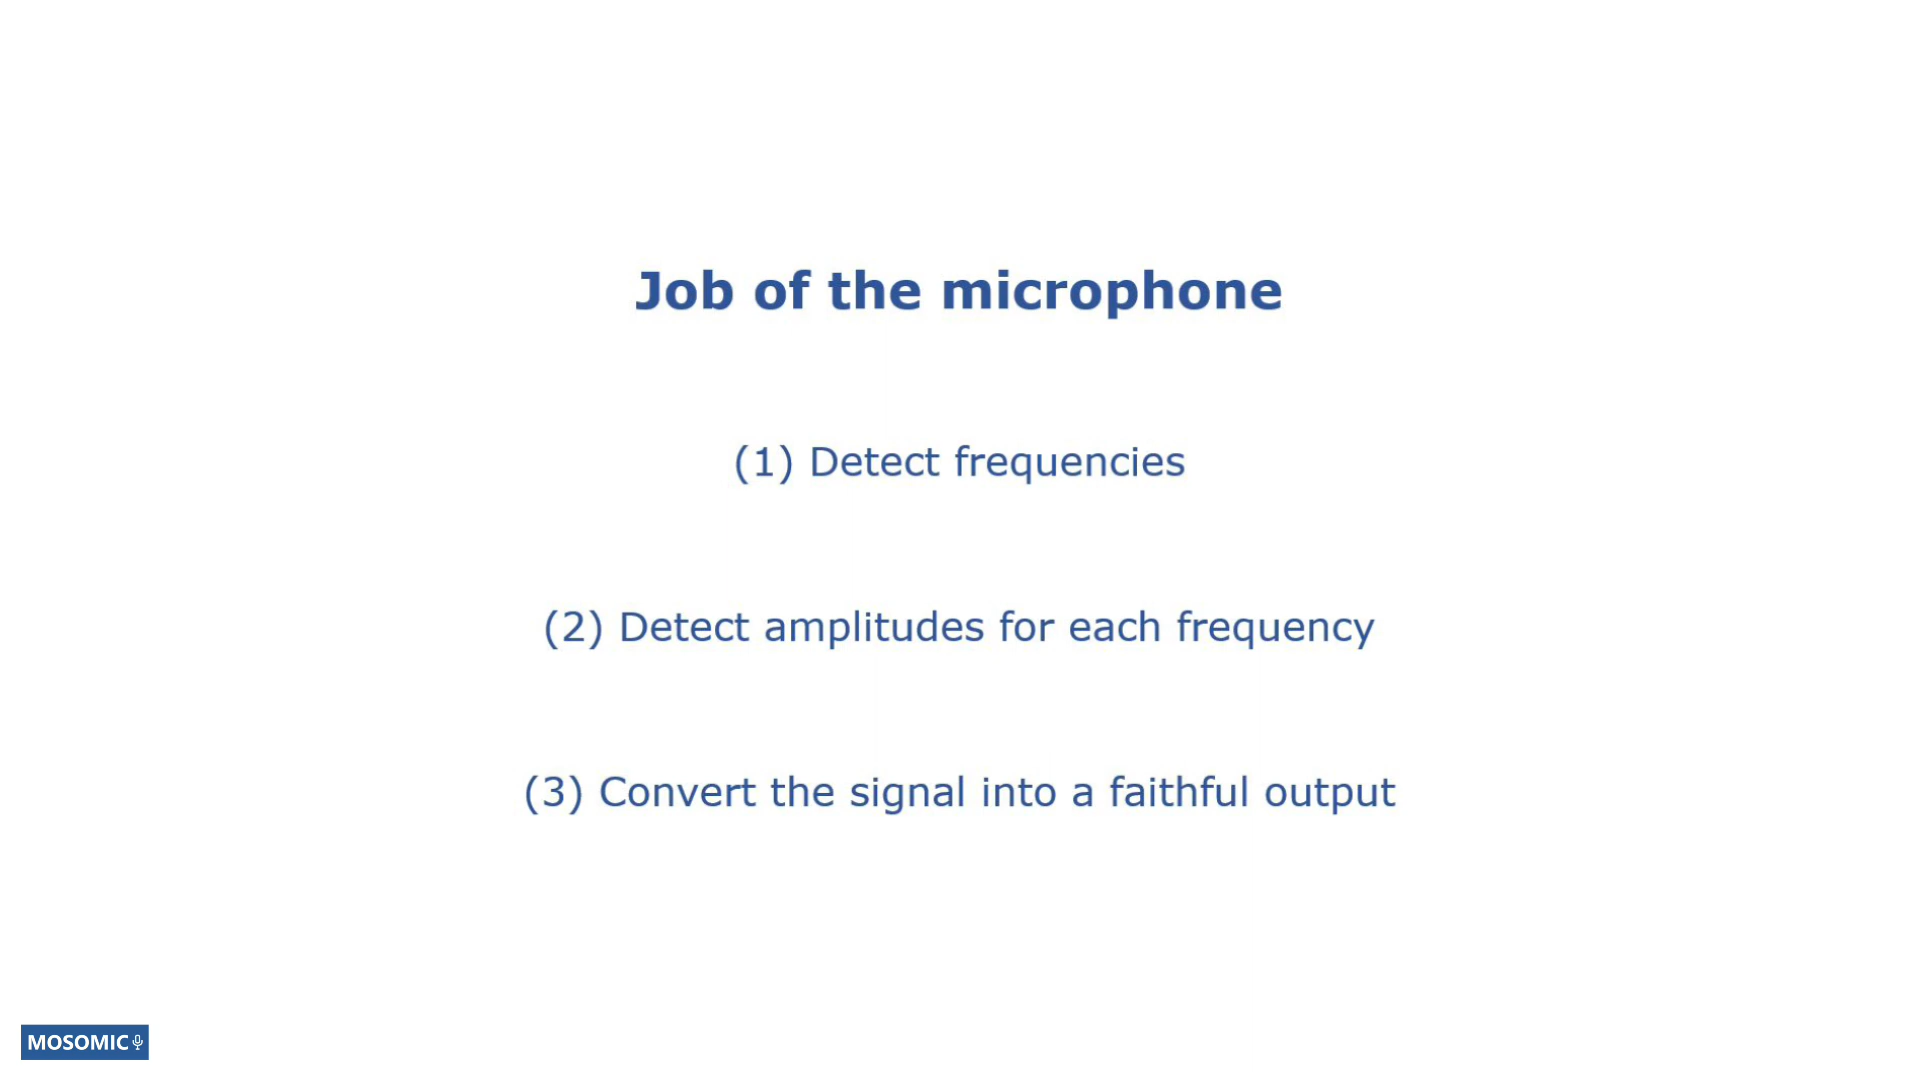 Job of the microphone
(1) Detect frequencies
(2) Detect amplitudes for each frequency
(3) Convert the signal into a faithful output
MOSOMIC